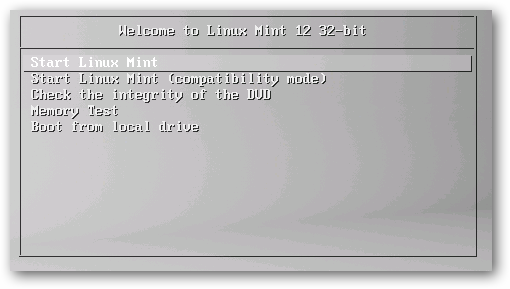 Welcome to Linux Mint 12 32-bit
Start Linux Mint
Start Linux Mint (compatibility mode)
Check the integrity of the DVD
Memory Test
Boot from local drive